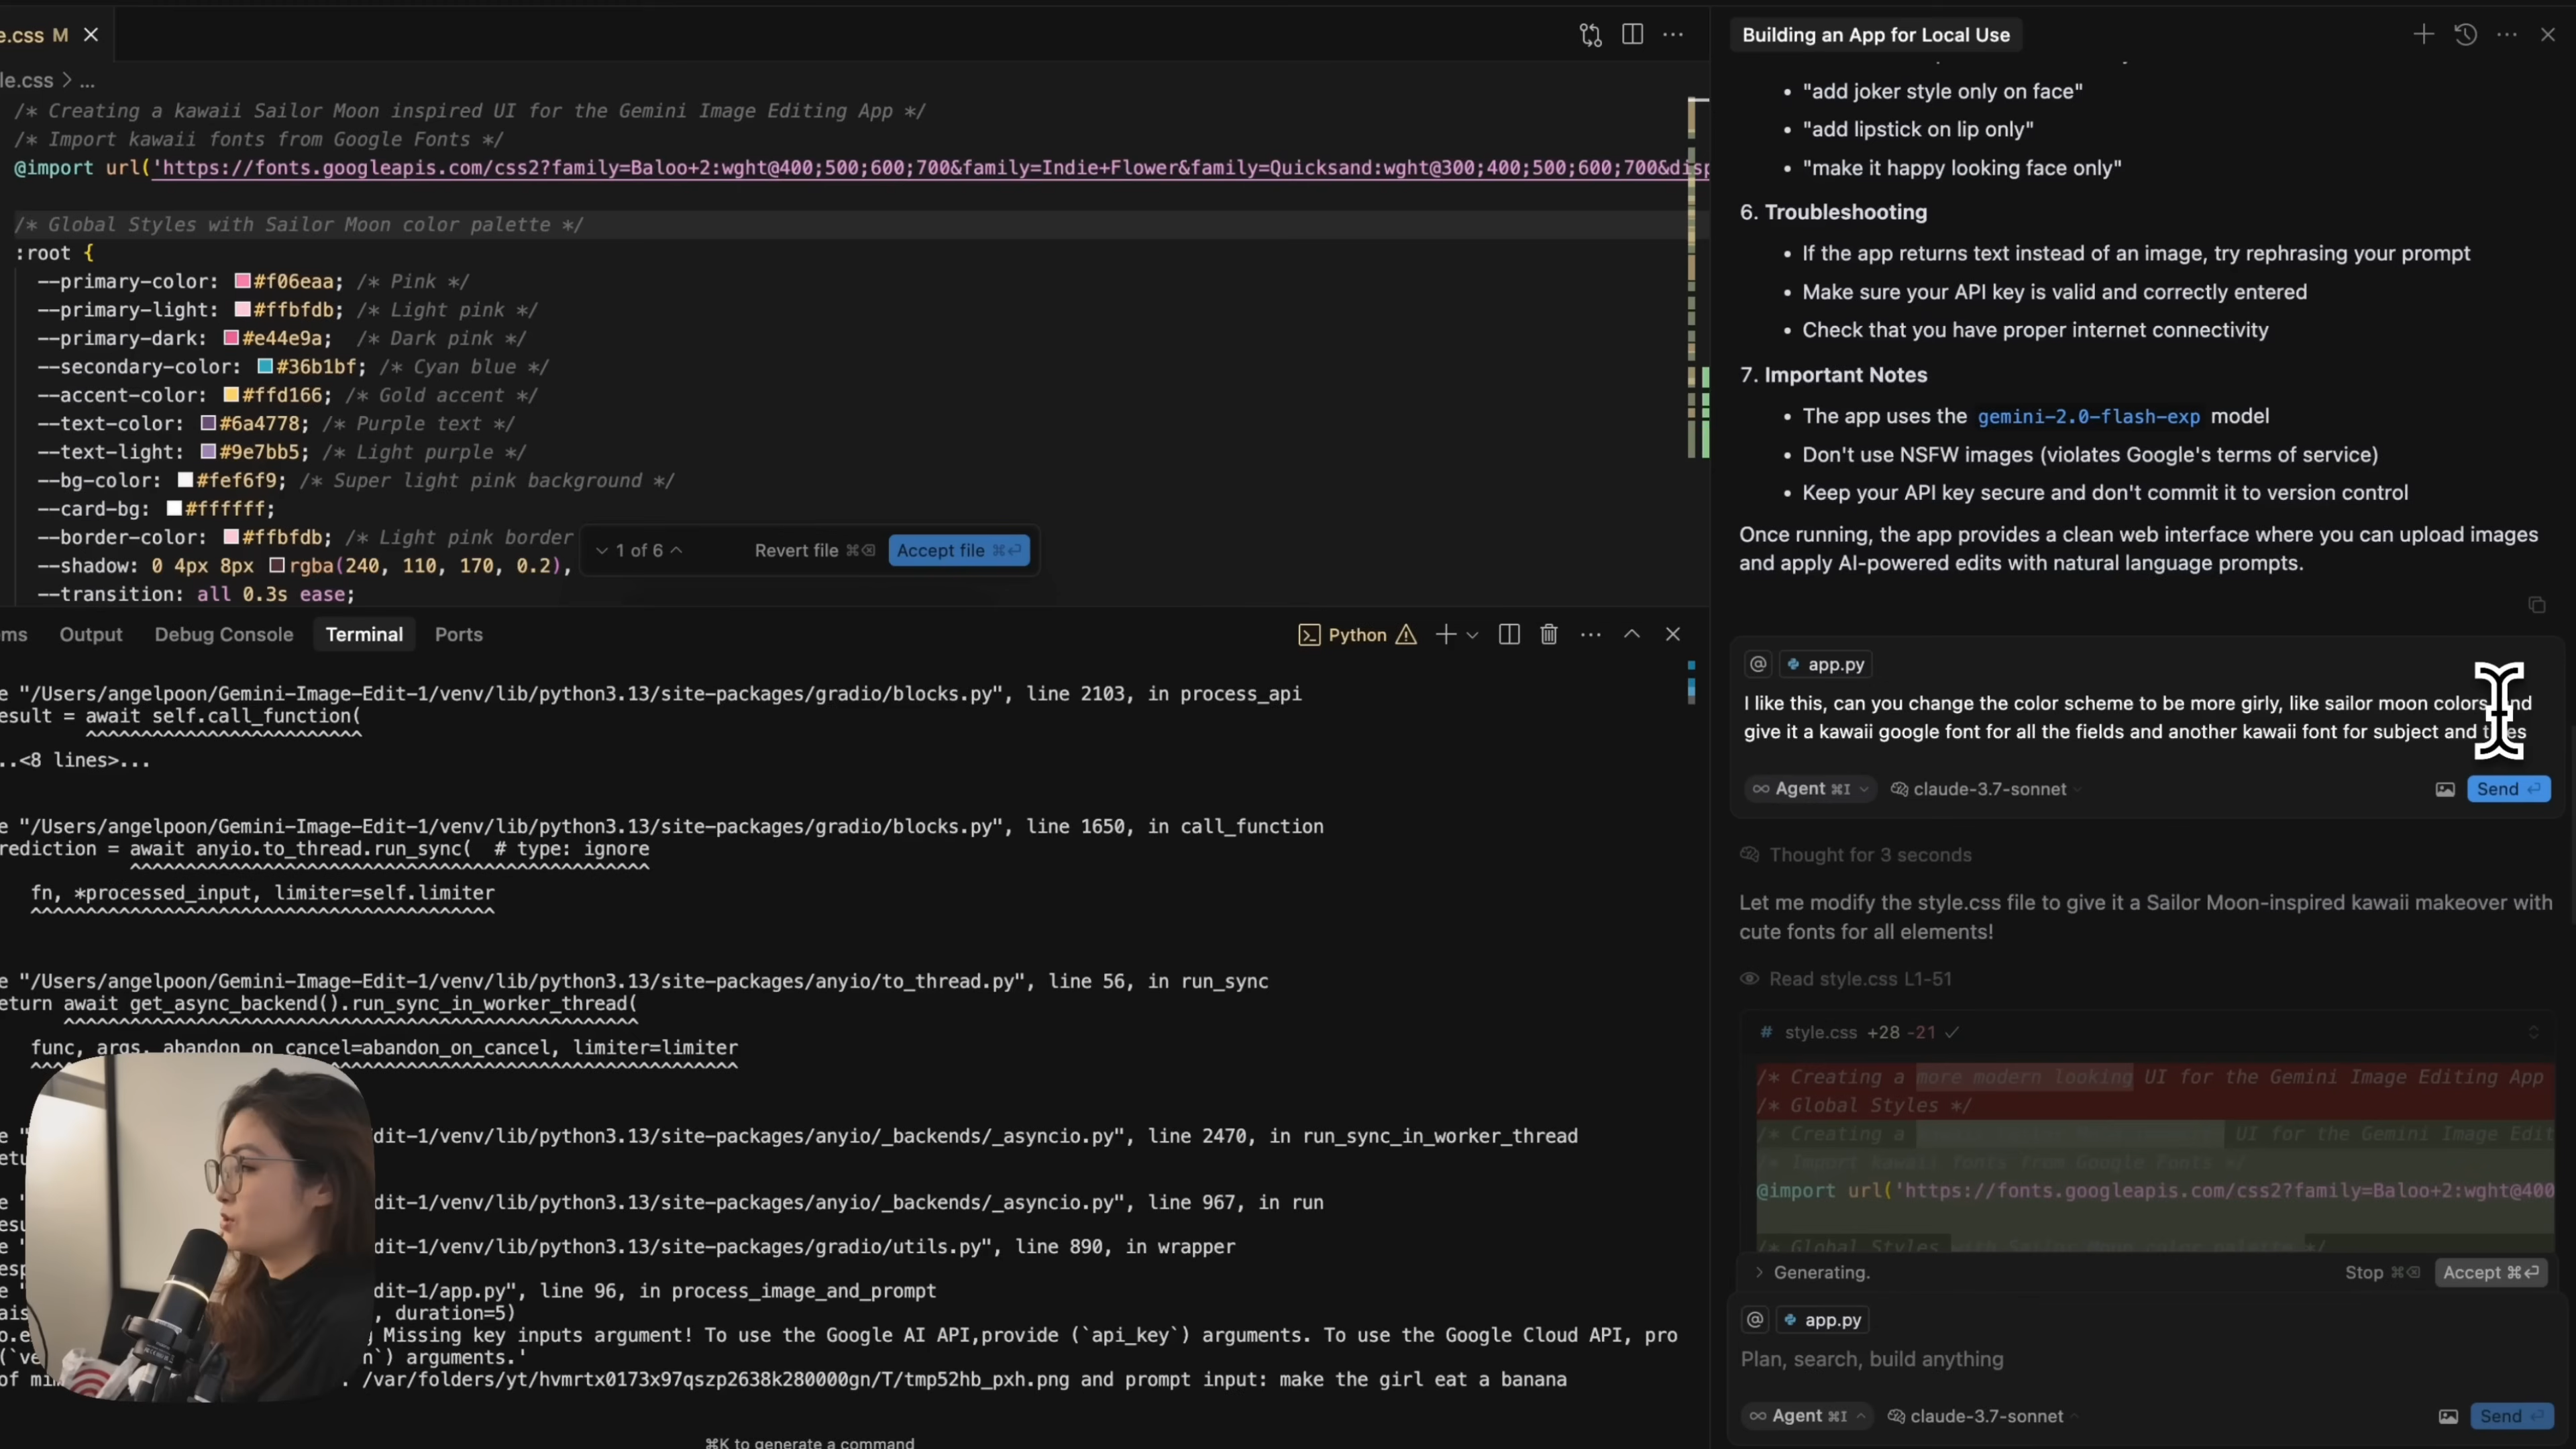 e.css M
le.css > ...
/* Creating a kawaii Sailor Moon inspired UI for the Gemini Image Editing App */
/* Import kawaii fonts from Google Fonts */
@import url('https://fonts.googleapis.com/css2?family=Baloo+2:wght@400;500;600;700&family=Indie+Flower&family=Quicksand:wght@300;400;500;600;700&disp
/* Global Styles with Sailor Moon color palette */
:root {
--primary-color: #f06eaa; /* Pink */
--primary-light: #ffbfdb; /* Light pink */
--primary-dark: #e44e9a; /* Dark pink */
--secondary-color: #36b1bf; /* Cyan blue */
--accent-color: #ffd166; /* Gold accent */
--text-color: #6a4778; /* Purple text */
--text-light: #9e7bb5; /* Light purple */
--bg-color: #fef6f9; /* Super light pink background */
--card-bg: #ffffff;
--border-color: #ffbfdb; /* Light pink border
--shadow: 0 4px 8px rgba(240, 110, 170, 0.2),
--transition: all 0.3s ease;
1 of 6
Revert file ⌘⌫
Accept file ⌘⏎
ms Output Debug Console Terminal Ports
Python
e "/Users/angelpoon/Gemini-Image-Edit-1/venv/lib/python3.13/site-packages/gradio/blocks.py", line 2103, in process_api
esult = await self.call_function(
^^^^^^^^^^^^^^^^^^^^^^^^
..<8 lines>...
e "/Users/angelpoon/Gemini-Image-Edit-1/venv/lib/python3.13/site-packages/gradio/blocks.py", line 1650, in call_function
rediction = await anyio.to_thread.run_sync( # type: ignore
^^^^^^^^^^^^^^^^^^^^^^^^^^^^^^^^^^^^^^^^^^^^^^^
fn, *processed_input, limiter=self.limiter
^^^^^^^^^^^^^^^^^^^^^^^^^^^^^^^^^^^^^^^^^^
e "/Users/angelpoon/Gemini-Image-Edit-1/venv/lib/python3.13/site-packages/anyio/to_thread.py", line 56, in run_sync
eturn await get_async_backend().run_sync_in_worker_thread(
^^^^^^^^^^^^^^^^^^^^^^^^^^^^^^^^^^^^^^^^^^^^^^^^^^^^
func, args, abandon_on_cancel=abandon_on_cancel, limiter=limiter
^^^^^^^^^^^^^^^^^^^^^^^^^^^^^^^^^^^^^^^^^^^^^^^^^^^^^^^^^^^^^^^^
e " dit-1/venv/lib/python3.13/site-packages/anyio/_backends/_asyncio.py", line 2470, in run_sync_in_worker_thread
etu
e " dit-1/venv/lib/python3.13/site-packages/anyio/_backends/_asyncio.py", line 967, in run
esu
e " dit-1/venv/lib/python3.13/site-packages/gradio/utils.py", line 890, in wrapper
esp
e " dit-1/app.py", line 96, in process_image_and_prompt
ais , duration=5)
o.e Missing key inputs argument! To use the Google AI API,provide (`api_key`) arguments. To use the Google Cloud API, pro
(`ve n`) arguments.'
of mi . /var/folders/yt/hvmrtx0173x97qszp2638k280000gn/T/tmp52hb_pxh.png and prompt input: make the girl eat a banana
⌘K to generate a command
Building an App for Local Use
• "add joker style only on face"
• "add lipstick on lip only"
• "make it happy looking face only"
6. Troubleshooting
• If the app returns text instead of an image, try rephrasing your prompt
• Make sure your API key is valid and correctly entered
• Check that you have proper internet connectivity
7. Important Notes
• The app uses the gemini-2.0-flash-exp model
• Don't use NSFW images (violates Google's terms of service)
• Keep your API key secure and don't commit it to version control
Once running, the app provides a clean web interface where you can upload images
and apply AI-powered edits with natural language prompts.
@ app.py
I like this, can you change the color scheme to be more girly, like sailor moon colors nd
give it a kawaii google font for all the fields and another kawaii font for subject and
Agent ⌘I claude-3.7-sonnet Send ⏎
Thought for 3 seconds
Let me modify the style.css file to give it a Sailor Moon-inspired kawaii makeover with
cute fonts for all elements!
Read style.css L1-51
# style.css +28 -21
/* Creating a more modern looking UI for the Gemini Image Editing App
/* Global Styles */
/* Creating a UI for the Gemini Image Edit
/* Import kawaii fonts from Google Fonts */
@import url('https://fonts.googleapis.com/css2?family=Baloo+2:wght@400
/* Global Styles with Sailor Moon color palette */
Generating.
Stop ⌘⌫
Accept ⌘⏎
@ app.py
Plan, search, build anything
Agent ⌘I claude-3.7-sonnet Send ⏎